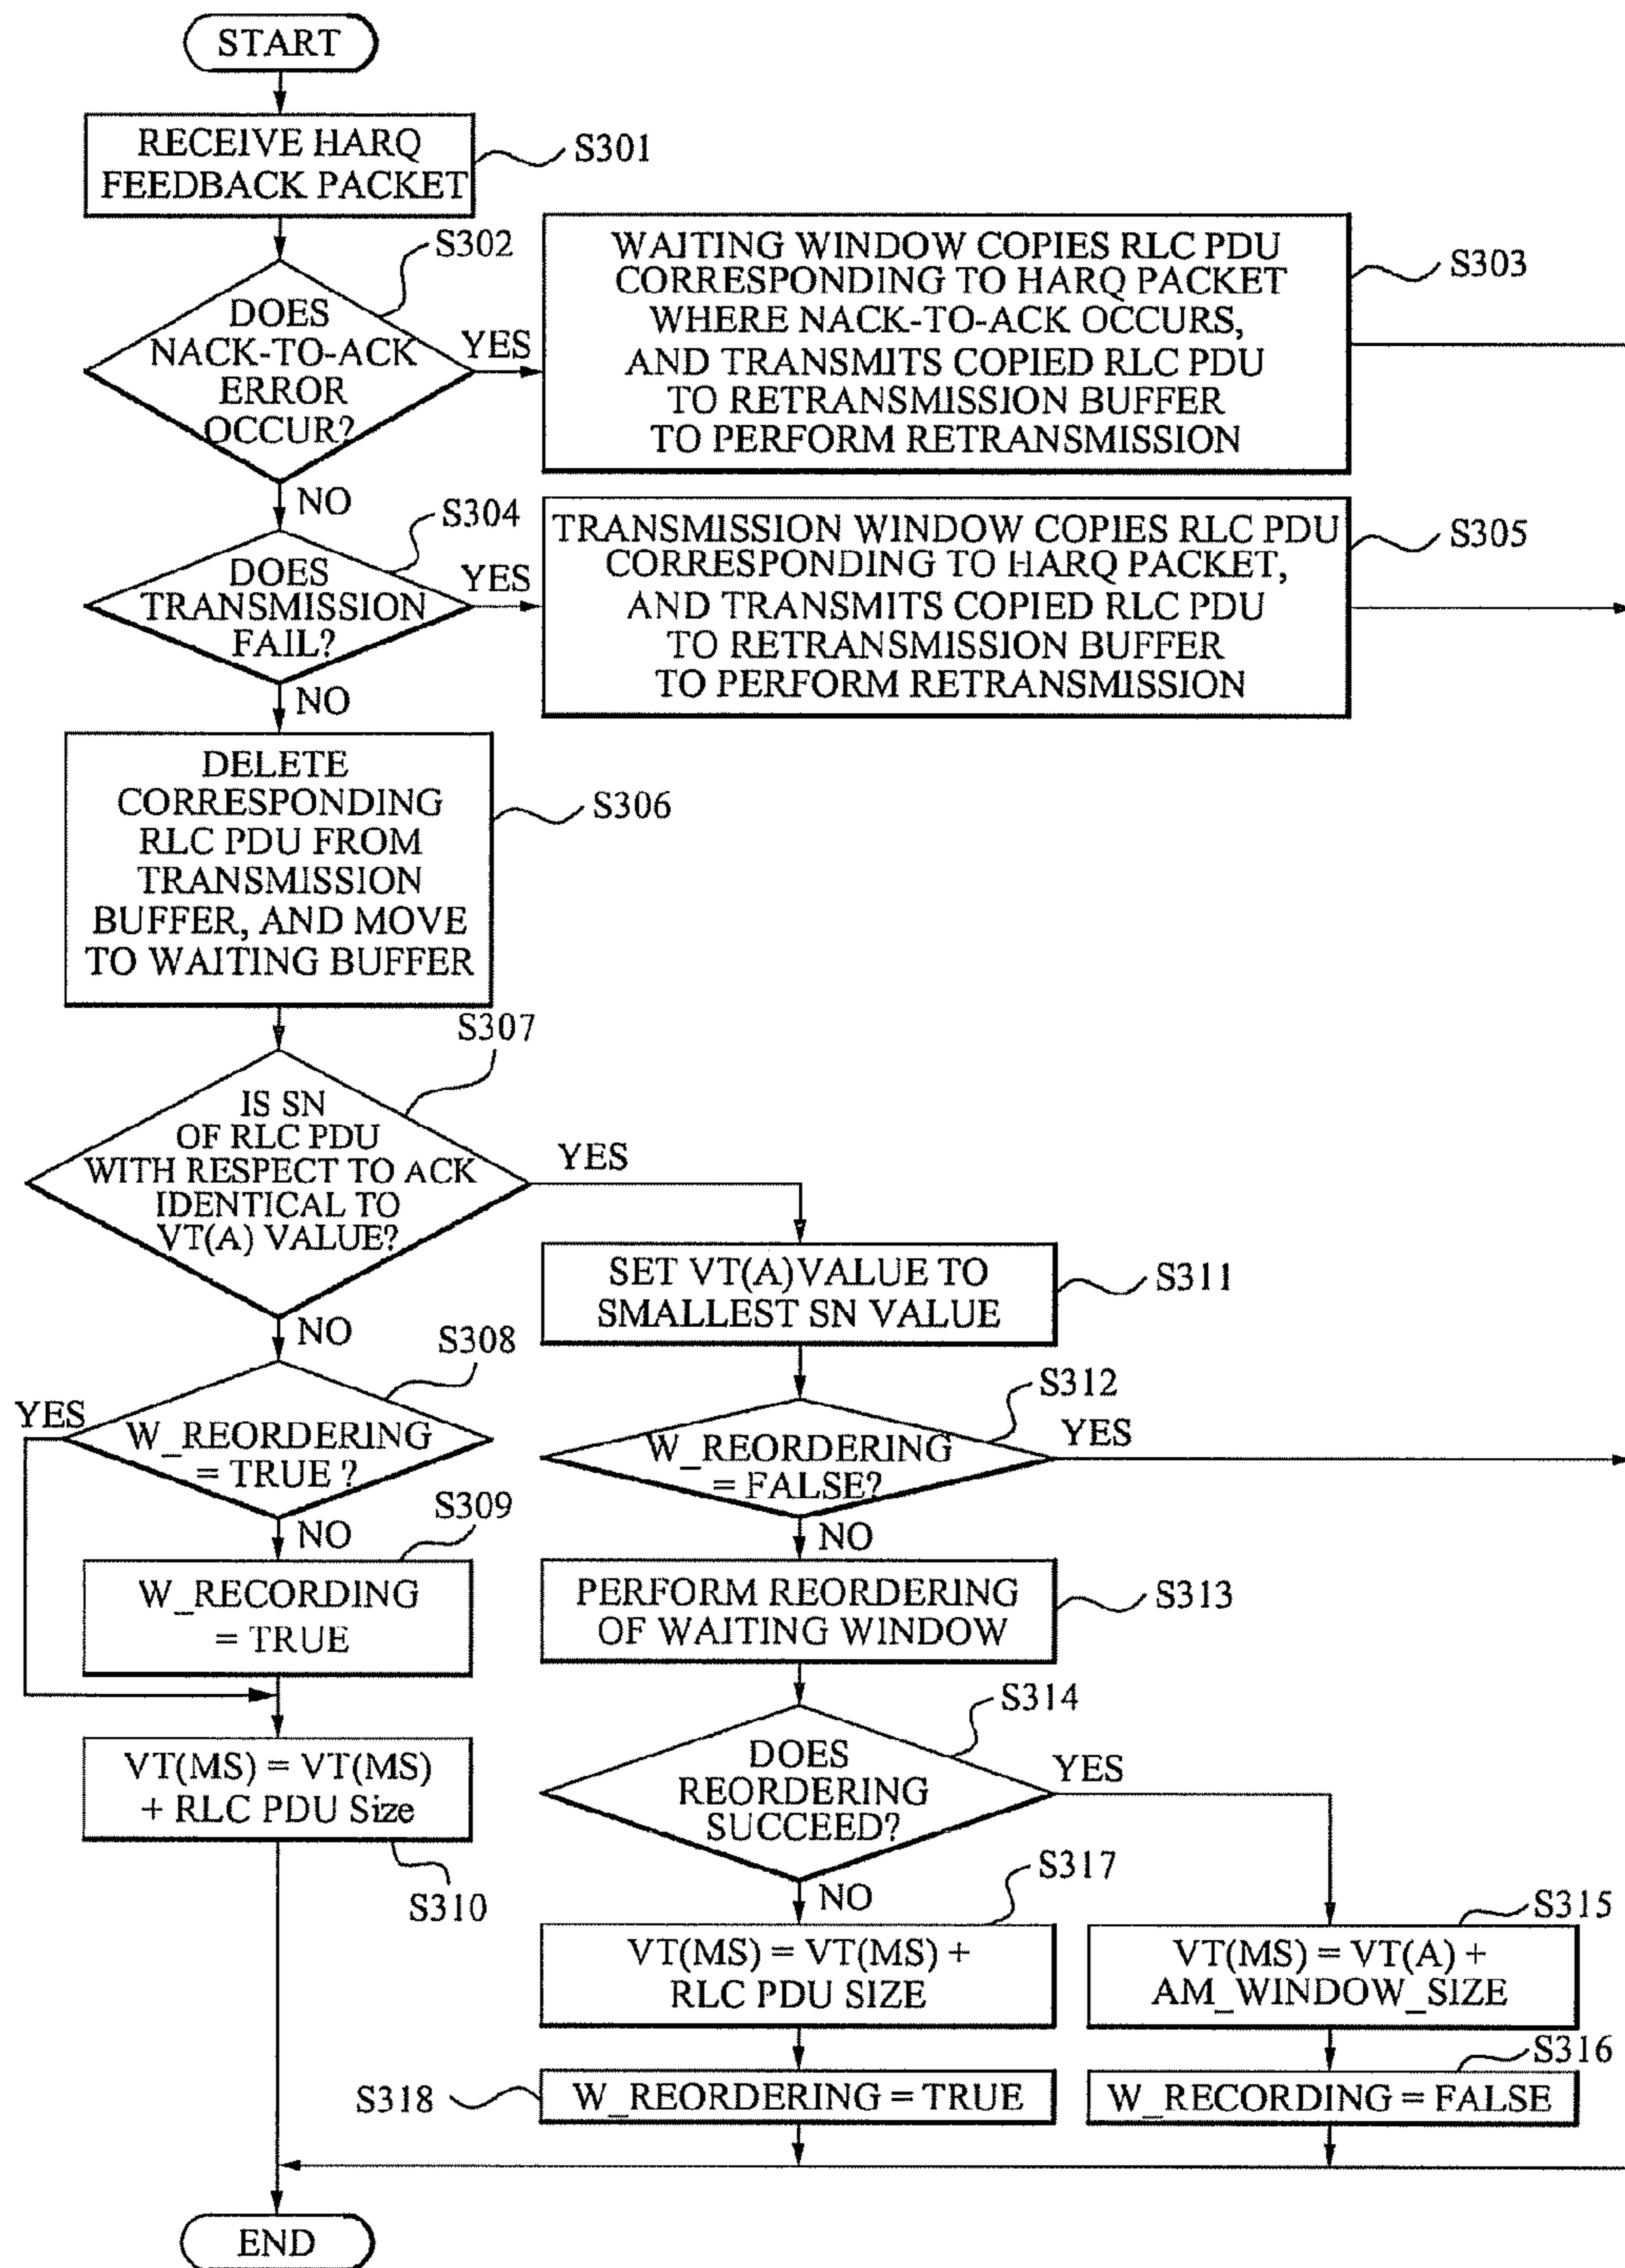 START
RECEIVE HARQ
FEEDBACK PACKET
S301
S302
DOES
NACK-TO-ACK
ERROR
OCCUR?
YES
NO
WAITING WINDOW COPIES RLC PDU
CORRESPONDING TO HARQ PACKET
WHERE NACK-TO-ACK OCCURS,
AND TRANSMITS COPIED RLC PDU
TO RETRANSMISSION BUFFER
TO PERFORM RETRANSMISSION
S303
S304
DOES
TRANSMISSION
FAIL?
YES
NO
TRANSMISSION WINDOW COPIES RLC PDU
CORRESPONDING TO HARQ PACKET,
AND TRANSMITS COPIED RLC PDU
TO RETRANSMISSION BUFFER
TO PERFORM RETRANSMISSION
S305
DELETE
CORRESPONDING
RLC PDU FROM
TRANSMISSION
BUFFER, AND MOVE
TO WAITING BUFFER
S306
S307
IS SN
OF RLC PDU
WITH RESPECT TO ACK
IDENTICAL TO
VT(A) VALUE?
YES
NO
S308
YES
W_REORDERING
= TRUE ?
NO
S309
W_RECORDING
= TRUE
VT(MS) = VT(MS)
+ RLC PDU Size
S310
SET VT(A)VALUE TO
SMALLEST SN VALUE
S311
S312
W_REORDERING
= FALSE?
YES
NO
PERFORM REORDERING
OF WAITING WINDOW
S313
S314
DOES
REORDERING
SUCCEED?
YES
NO
S317
VT(MS) = VT(MS) +
RLC PDU SIZE
S315
VT(MS) = VT(A) +
AM_WINDOW_SIZE
S318
W_REORDERING = TRUE
S316
W_RECORDING = FALSE
END